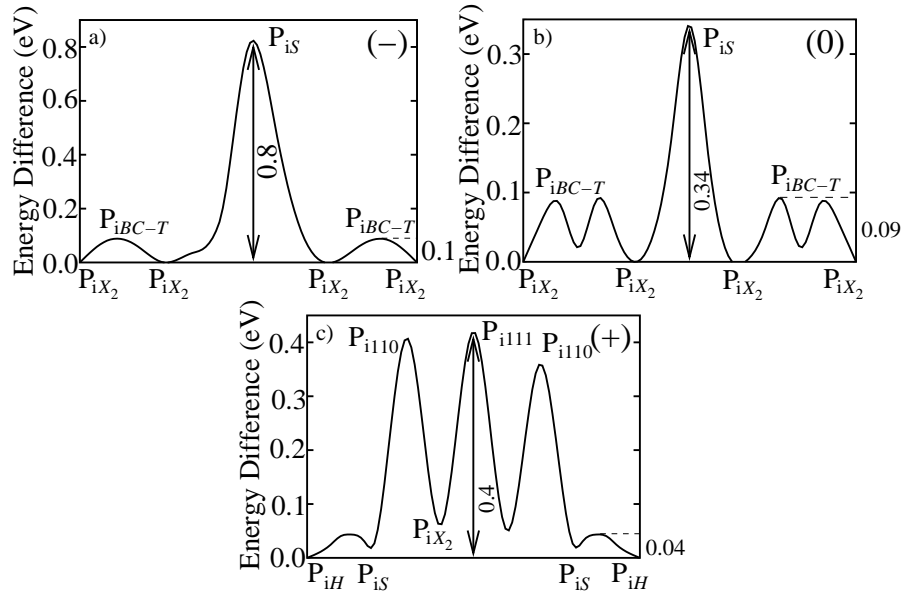 a)
(−)
P_iS
Energy Difference (eV)
0.8
0.6
0.4
0.2
0.0
0.8
P_iBC−T
P_iBC−T
0.1
P_iX2
P_iX2
P_iX2
P_iX2
b)
(0)
P_iS
Energy Difference (eV)
0.3
0.2
0.1
0.0
0.34
P_iBC−T
P_iBC−T
0.09
P_iX2
P_iX2
P_iX2
P_iX2
c)
(+)
P_i110
P_i111
P_i110
Energy Difference (eV)
0.4
0.3
0.2
0.1
0.0
0.4
P_iX2
0.04
P_iH
P_iS
P_iS
P_iH